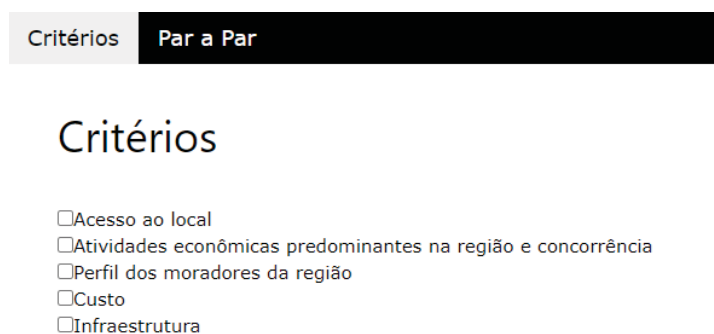 Critérios Par a Par
Critérios
Acesso ao local
Atividades econômicas predominantes na região e concorrência
Perfil dos moradores da região
Custo
Infraestrutura